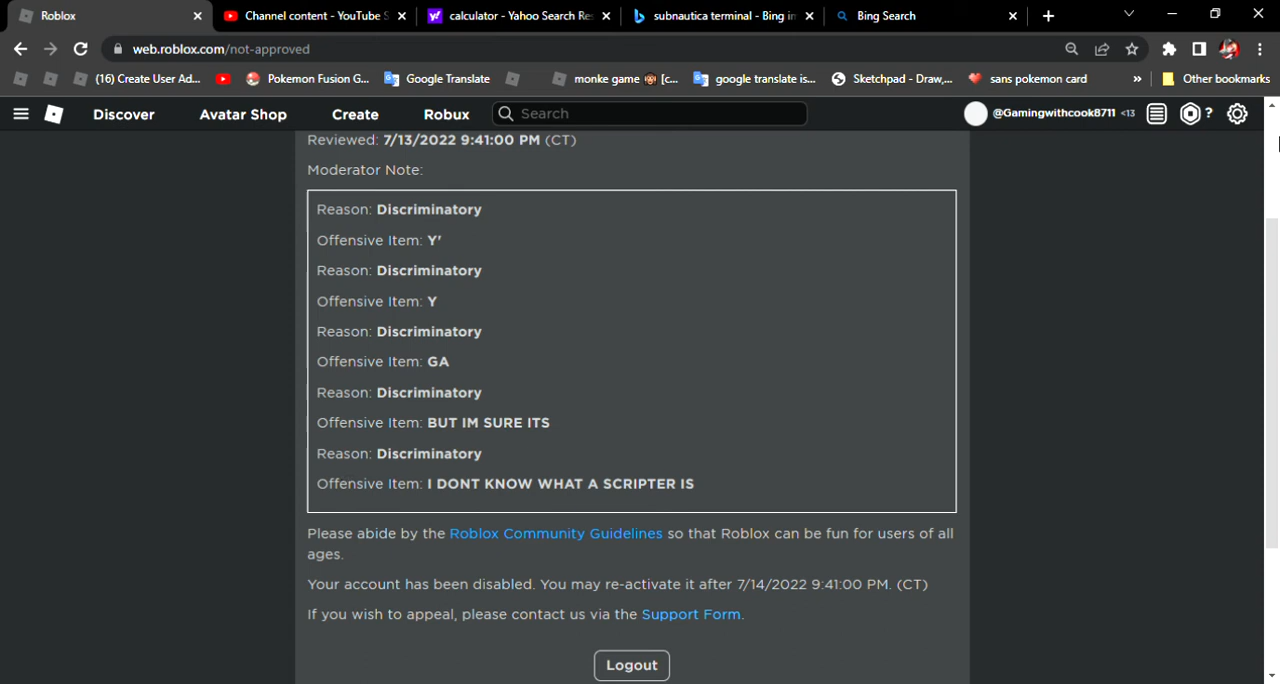 Roblox
Channel content - YouTube S
calculator - Yahoo Search Res
subnautica terminal - Bing in
Bing Search
web.roblox.com/not-approved
(16) Create User Ad...
Pokemon Fusion G...
Google Translate
monke game [c...
google translate is...
Sketchpad - Draw,...
sans pokemon card
»
Other bookmarks
Discover
Avatar Shop
Create
Robux
Search
@Gamingwithcook8711 <13
?
Reviewed: 7/13/2022 9:41:00 PM (CT)
Moderator Note:
Reason: Discriminatory
Offensive Item: Y'
Reason: Discriminatory
Offensive Item: Y
Reason: Discriminatory
Offensive Item: GA
Reason: Discriminatory
Offensive Item: BUT IM SURE ITS
Reason: Discriminatory
Offensive Item: I DONT KNOW WHAT A SCRIPTER IS
Please abide by the Roblox Community Guidelines so that Roblox can be fun for users of all
ages.
Your account has been disabled. You may re-activate it after 7/14/2022 9:41:00 PM. (CT)
If you wish to appeal, please contact us via the Support Form.
Logout